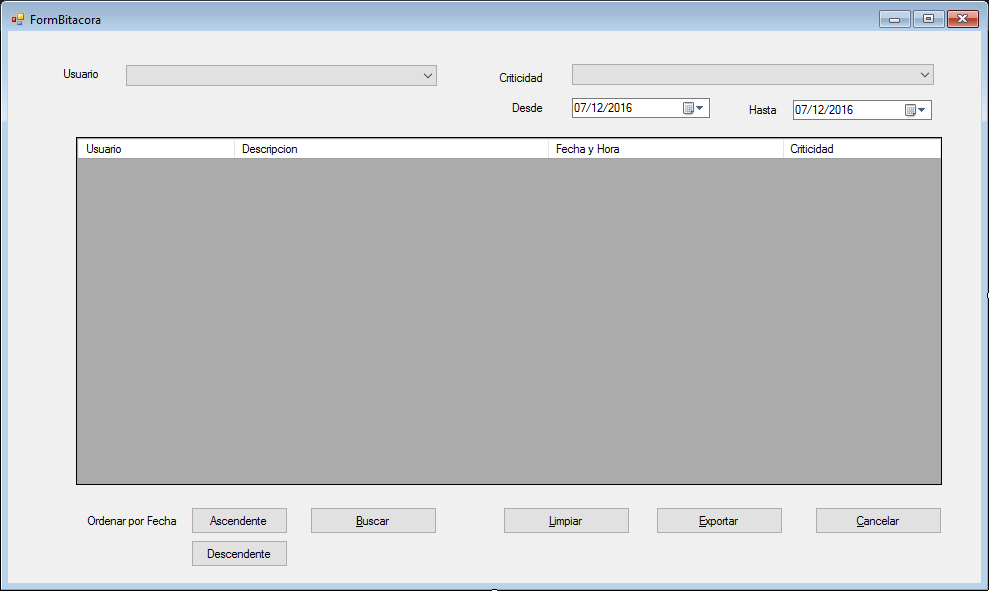 FormBitacora
Usuario
Criticidad
Desde 07/12/2016 Hasta 07/12/2016
Usuario Descripcion Fecha y Hora Criticidad
Ordenar por Fecha Ascendente Buscar Limpiar Exportar Cancelar
Descendente